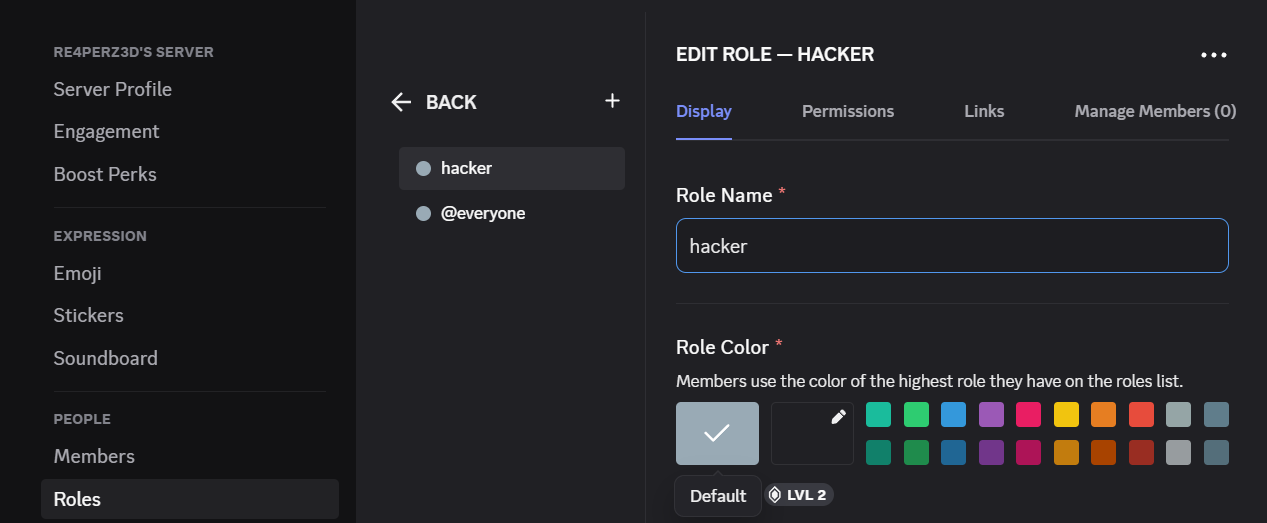 RE4PERZ3D'S SERVER
Server Profile
Engagement
Boost Perks
EXPRESSION
Emoji
Stickers
Soundboard
PEOPLE
Members
Roles
BACK
hacker
@everyone
EDIT ROLE — HACKER
Display Permissions Links Manage Members (0)
Role Name *
hacker
Role Color *
Members use the color of the highest role they have on the roles list.
Default LVL 2